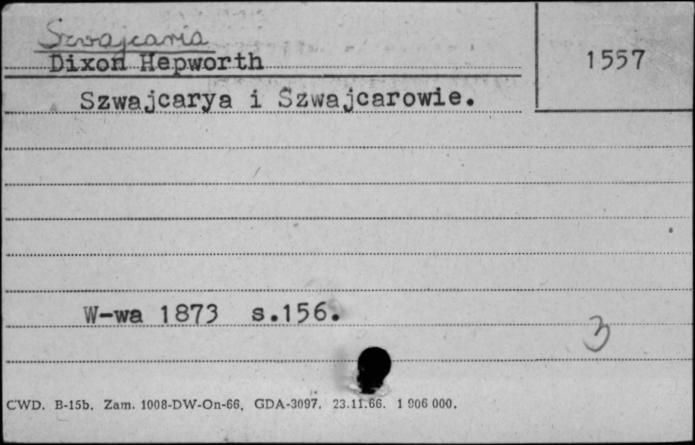 Szwajcaria
Dixon Hepworth
1557
Szwajcarya i Szwajcarowie.
W-wa 1873 s.156.
3
CWD. B-15b. Zam. 1008-DW-On-66, GDA-3097. 23.11.66. 1 906 000.